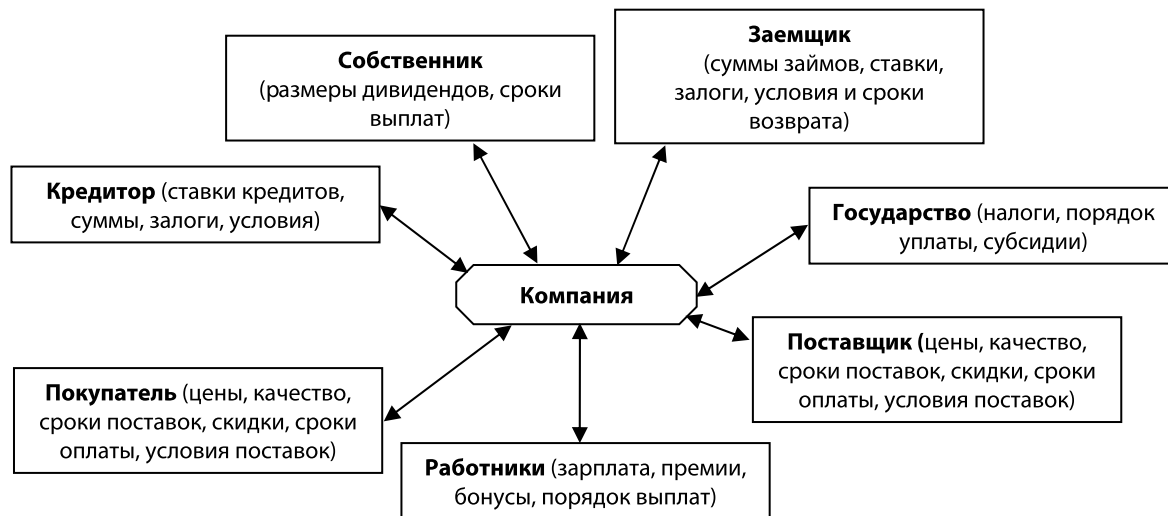 Заемщик
(суммы займов, ставки,
залоги, условия и сроки
возврата)
Собственник
(размеры дивидендов, сроки
выплат)
Кредитор (ставки кредитов,
суммы, залоги, условия)
Государство (налоги, порядок
уплаты, субсидии)
Компания
Поставщик (цены, качество,
сроки поставок, скидки, сроки
оплаты, условия поставок)
Покупатель (цены, качество,
сроки поставок, скидки, сроки
оплаты, условия поставок)
Работники (зарплата, премии,
бонусы, порядок выплат)